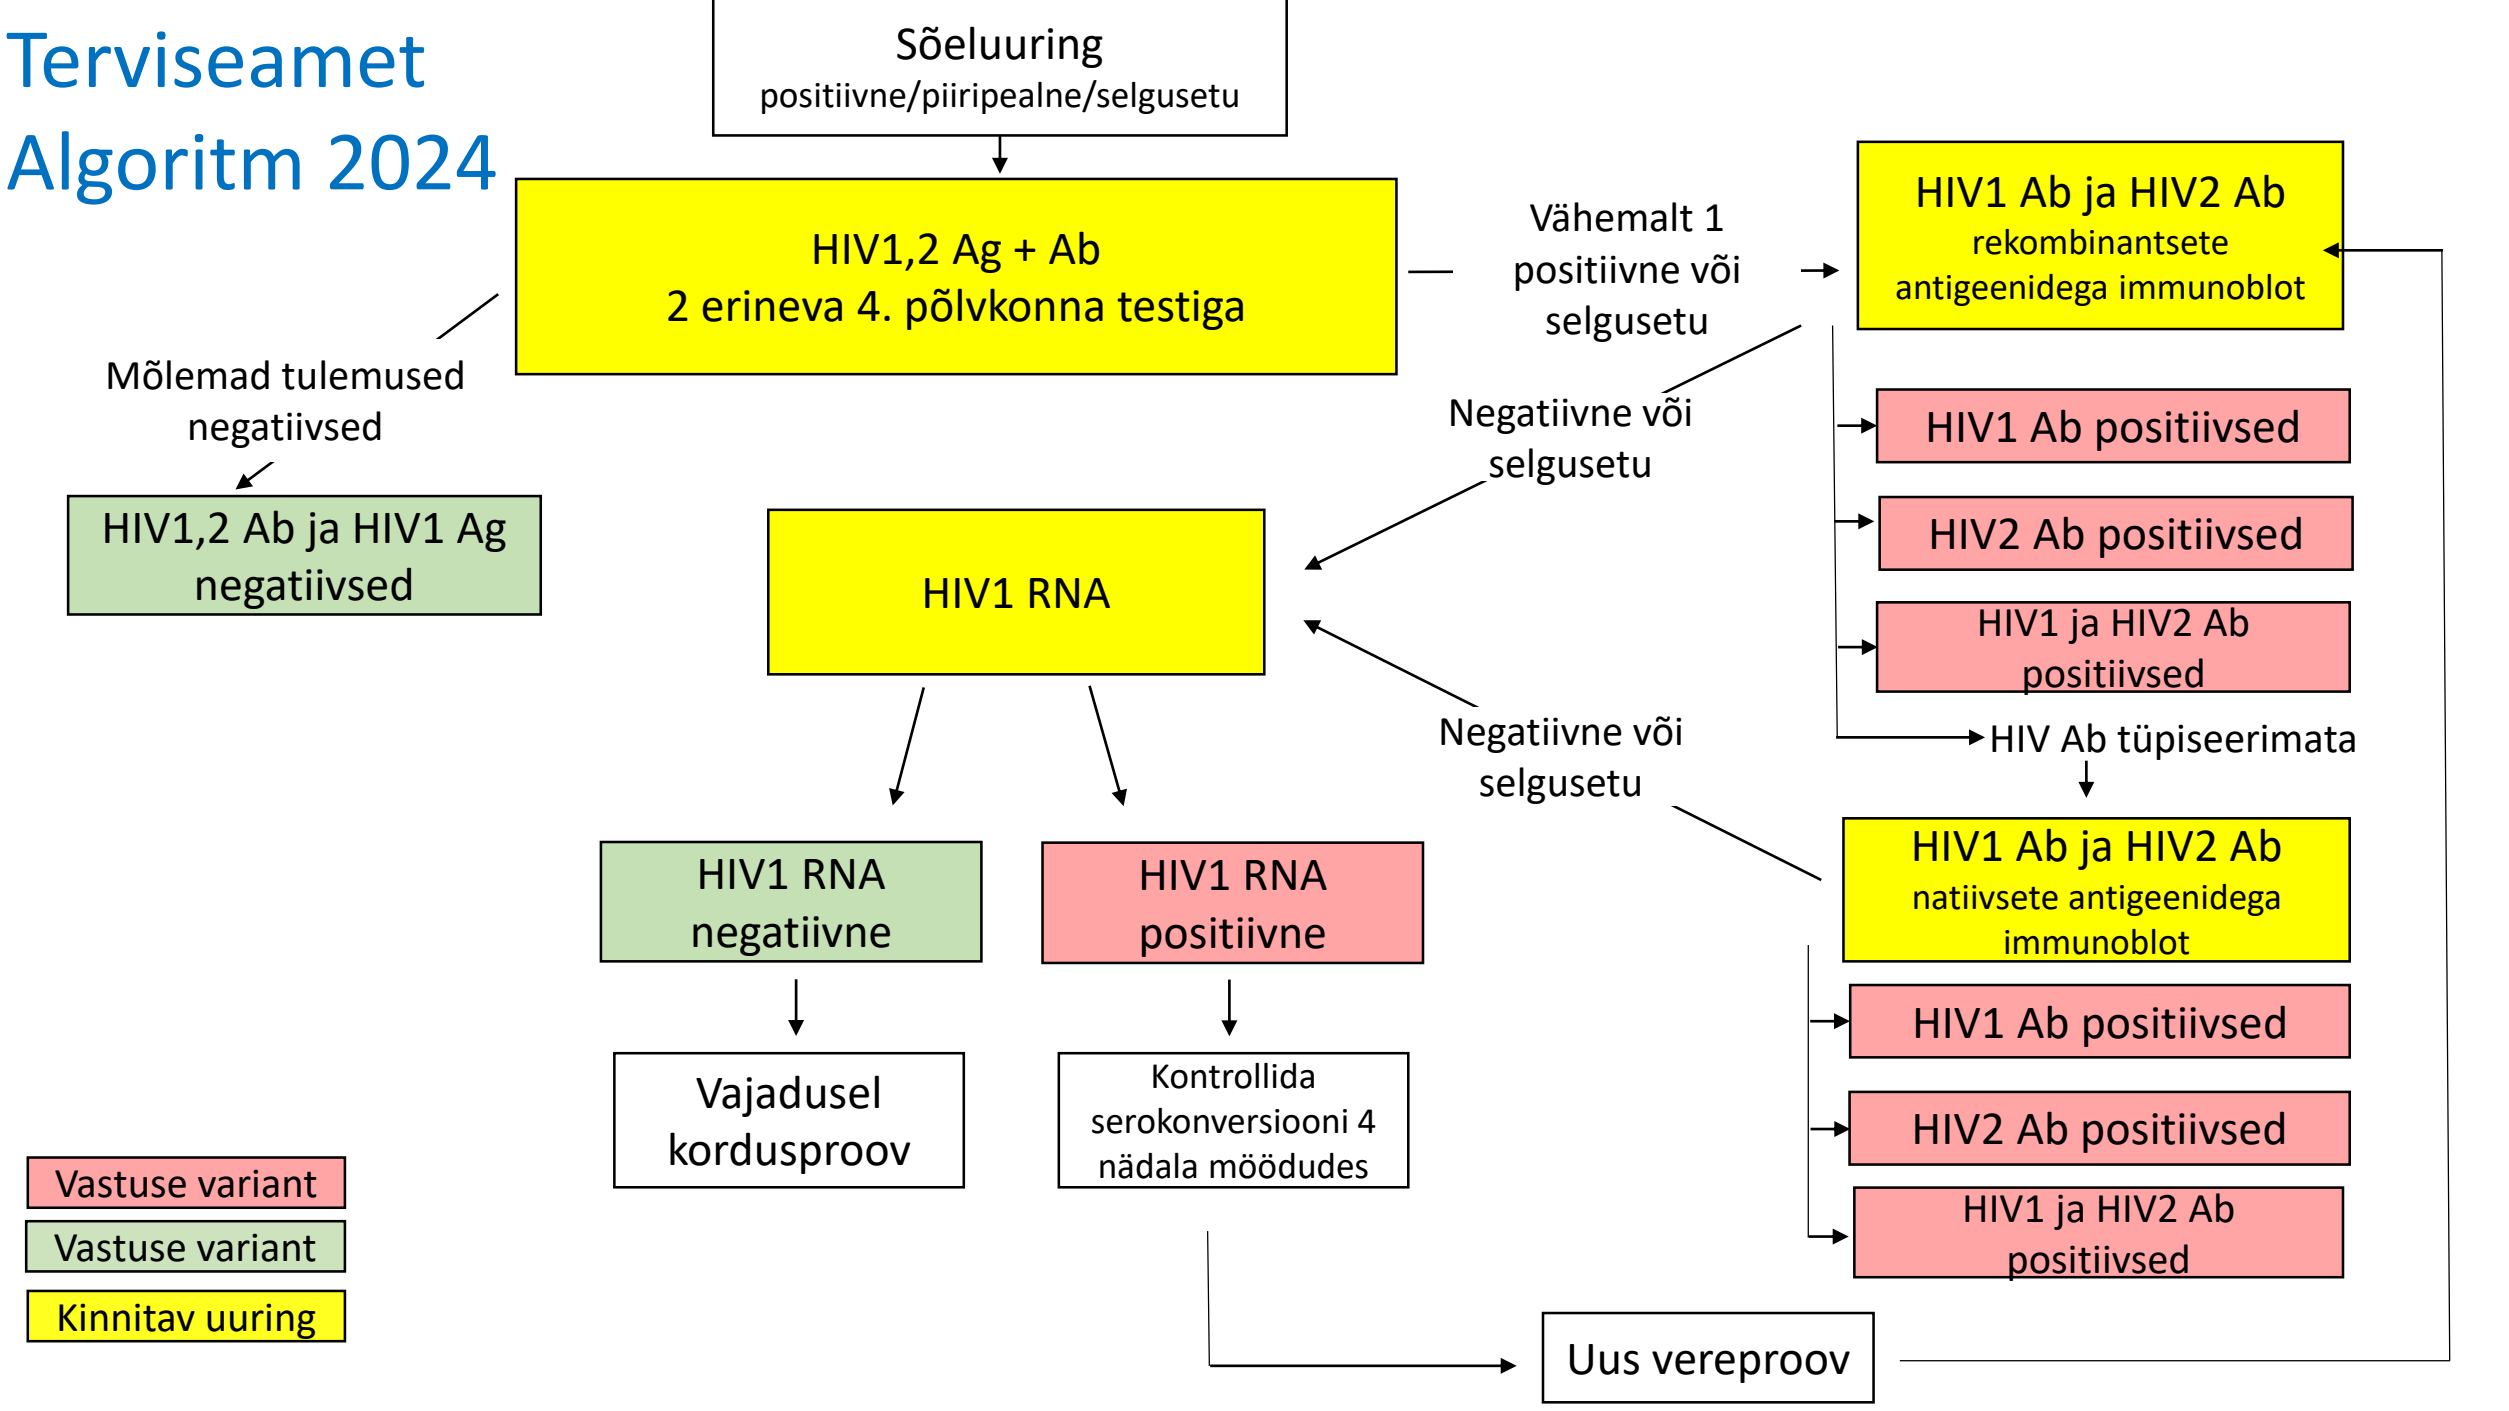 Terviseamet
Algoritm 2024
Sõeluuring
positiivne/piiripealne/selgusetu
HIV1,2 Ag + Ab
2 erineva 4. põlvkonna testiga
Vähemalt 1
positiivne või
selgusetu
HIV1 Ab ja HIV2 Ab
rekombinantsete
antigeenidega immunoblot
Mõlemad tulemused
negatiivsed
HIV1,2 Ab ja HIV1 Ag
negatiivsed
Negatiivne või
selgusetu
HIV1 Ab positiivsed
HIV2 Ab positiivsed
HIV1 ja HIV2 Ab
positiivsed
HIV1 RNA
HIV Ab tüpiseerimata
Negatiivne või
selgusetu
HIV1 Ab ja HIV2 Ab
natiivsete antigeenidega
immunoblot
HIV1 RNA
negatiivne
HIV1 RNA
positiivne
HIV1 Ab positiivsed
HIV2 Ab positiivsed
HIV1 ja HIV2 Ab
positiivsed
Vajadusel
kordusproov
Kontrollida
serokonversiooni 4
nädala möödudes
Uus vereproov
Vastuse variant
Vastuse variant
Kinnitav uuring